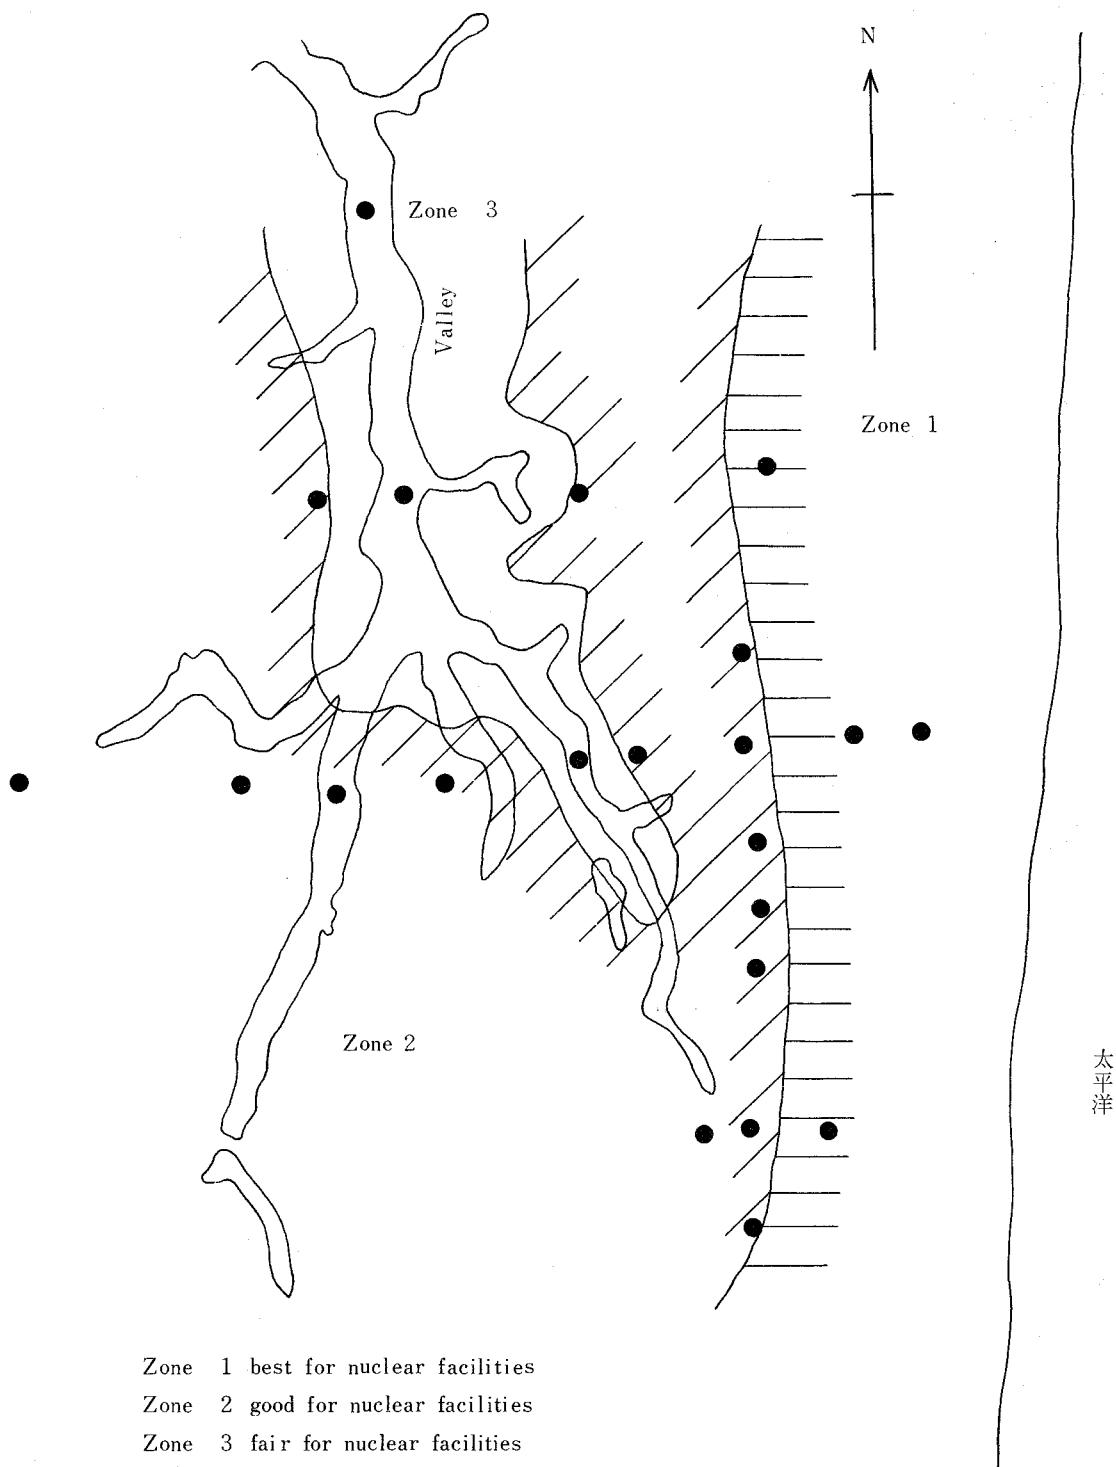 N
Zone 3
Valley
Zone 1
Zone 2
太平洋
Zone 1 best for nuclear facilities
Zone 2 good for nuclear facilities
Zone 3 fair for nuclear facilities